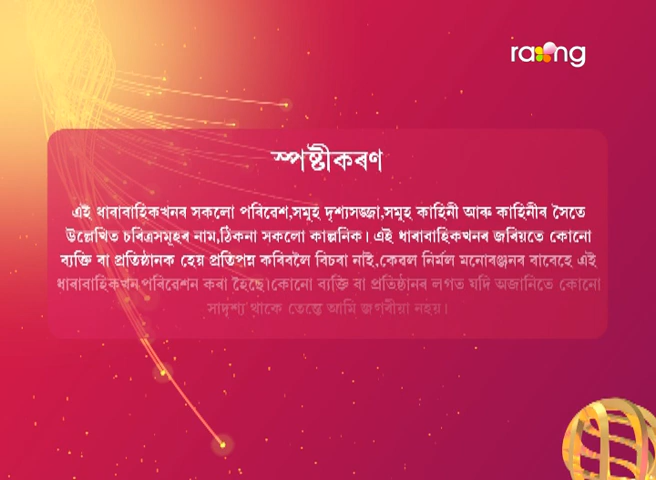 rang
স্পষ্টীকৰণ
এই ধাৰাবাহিকখনৰ সকলো পৰিৱেশ,সমূহ দৃশ্যসজ্জা,সমূহ কাহিনী আৰু কাহিনীৰ সৈতে
উল্লেখিত চৰিত্ৰসমূহৰ নাম,ঠিকনা সকলো কাল্পনিক। এই ধাৰাবাহিকখনৰ জৰিয়তে কোনো
ব্যক্তি বা প্ৰতিষ্ঠানক হেয় প্ৰতিপন্ন কৰিবলৈ বিচৰা নাই,কেৱল নিৰ্মল মনোৰঞ্জনৰ বাবেহে এই
ধাৰাবাহিকখন পৰিৱেশন কৰা হৈছে।কোনো ব্যক্তি বা প্ৰতিষ্ঠানৰ লগত যদি অজানিতে কোনো
সাদৃশ্য থাকে তেন্তে আমি জগৰীয়া নহয়।